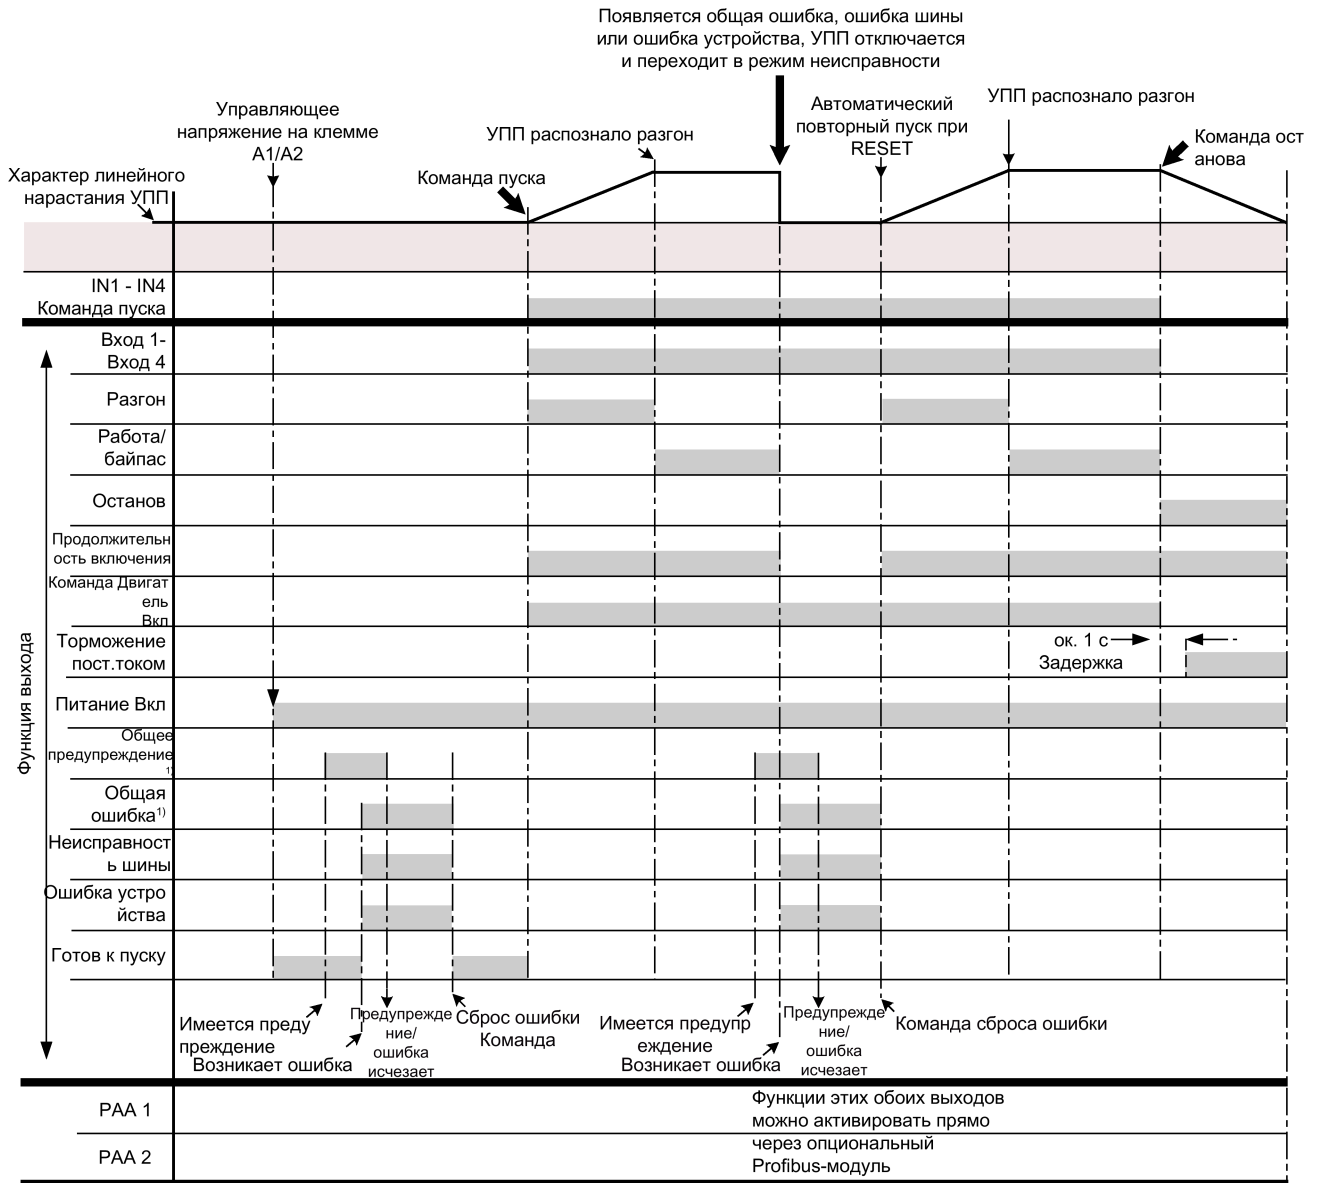 Появляется общая ошибка, ошибка шины
или ошибка устройства, УПП отключается
и переходит в режим неисправности
Управляющее
напряжение на клемме
A1/A2
УПП распознало разгон
Автоматический
повторный пуск при
RESET
УПП распознало разгон
Команда ост
анова
Характер линейного
нарастания УПП
Команда пуска
IN1 - IN4
Команда пуска
Функция выхода
Вход 1-
Вход 4
Разгон
Работа/
байпас
Останов
Продолжительн
ость включения
Команда Двигат
ель
Вкл
Торможение
пост.током
ок. 1 с
Задержка
Питание Вкл
Общее
предупреждение
1)
Общая
ошибка1)
Неисправност
ь шины
Ошибка устро
йства
Готов к пуску
Имеется преду
преждение
Возникает ошибка
Предупрежде
ние/
ошибка
исчезает
Сброс ошибки
Команда
Имеется предупр
еждение
Возникает ошибка
Предупрежде
ние/
ошибка
исчезает
Команда сброса ошибки
PAA 1
PAA 2
Функции этих обоих выходов
можно активировать прямо
через опциональный
Profibus-модуль